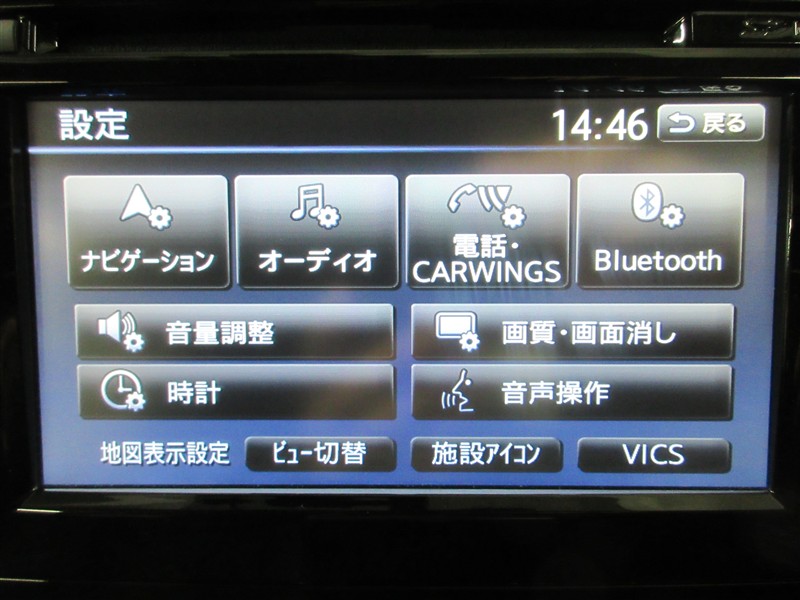 設定
14:46
戻る
ナビゲーション
オーディオ
電話・
CARWINGS
Bluetooth
音量調整
画質・画面消し
時計
音声操作
地図表示設定
ビュー切替
施設アイコン
VICS